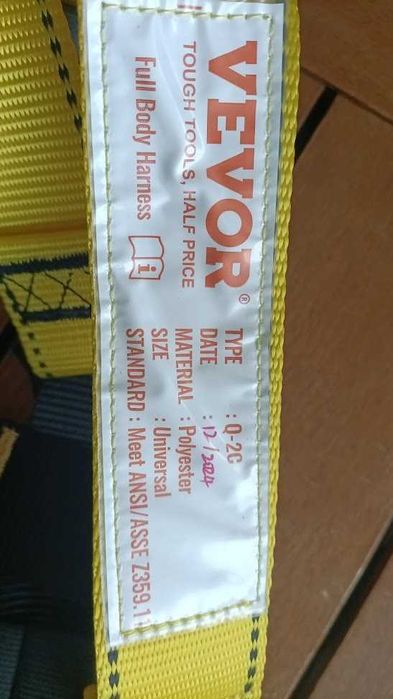 VEVOR®
TOUGH TOOLS, HALF PRICE
Full Body Harness
TYPE : Q-2C
DATE : 12/2024
MATERIAL : Polyester
SIZE : Universal
STANDARD : Meet ANSI/ASSE Z359.11